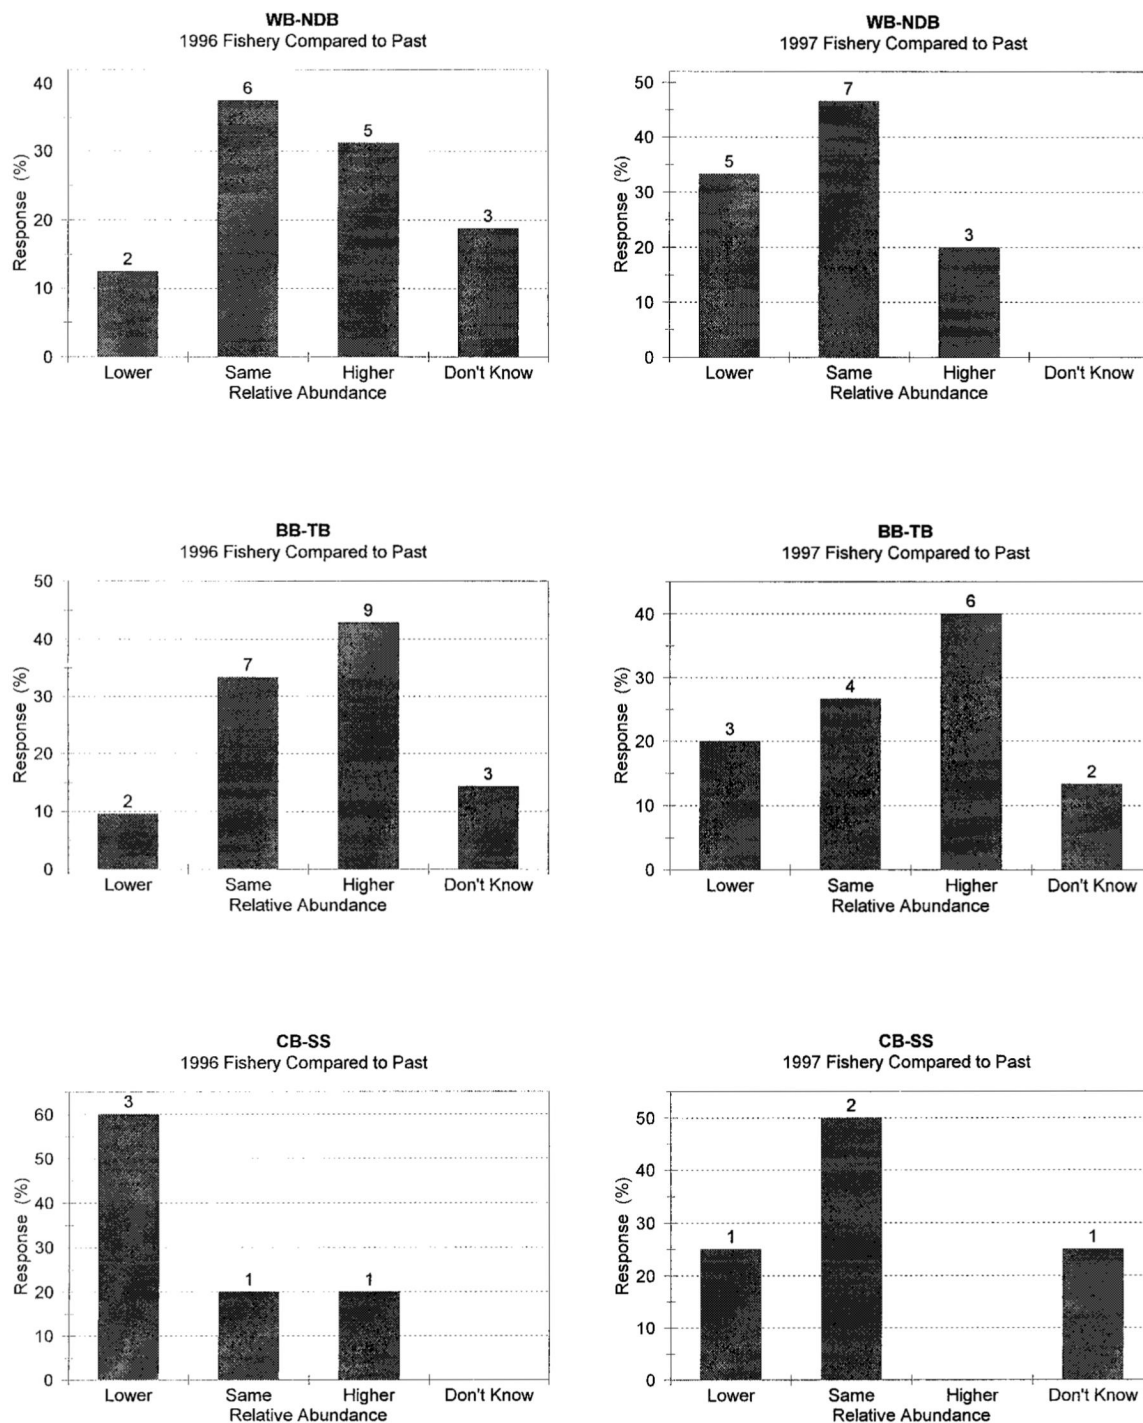 WB-NDB
1996 Fishery Compared to Past
40
30
20
10
0
Response (%)
2
6
5
3
Lower Same Higher Don't Know
Relative Abundance
WB-NDB
1997 Fishery Compared to Past
50
40
30
20
10
0
Response (%)
5
7
3
Lower Same Higher Don't Know
Relative Abundance
BB-TB
1996 Fishery Compared to Past
50
40
30
20
10
0
Response (%)
2
7
9
3
Lower Same Higher Don't Know
Relative Abundance
BB-TB
1997 Fishery Compared to Past
40
30
20
10
0
Response (%)
3
4
6
2
Lower Same Higher Don't Know
Relative Abundance
CB-SS
1996 Fishery Compared to Past
60
50
40
30
20
10
0
Response (%)
3
1
1
Lower Same Higher Don't Know
Relative Abundance
CB-SS
1997 Fishery Compared to Past
50
40
30
20
10
0
Response (%)
1
2
1
Lower Same Higher Don't Know
Relative Abundance